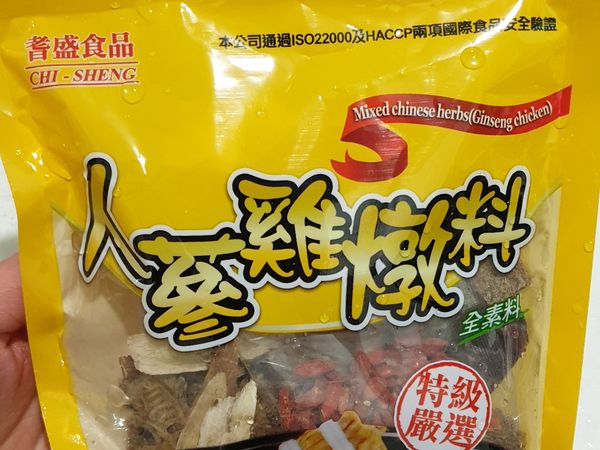 耆盛食品
CHI - SHENG
本公司通過ISO22000及HACCP兩項國際食品安全驗證
Mixed chinese herbs(Ginseng chicken)
人蔘雞燉料
全素料
特級
嚴選